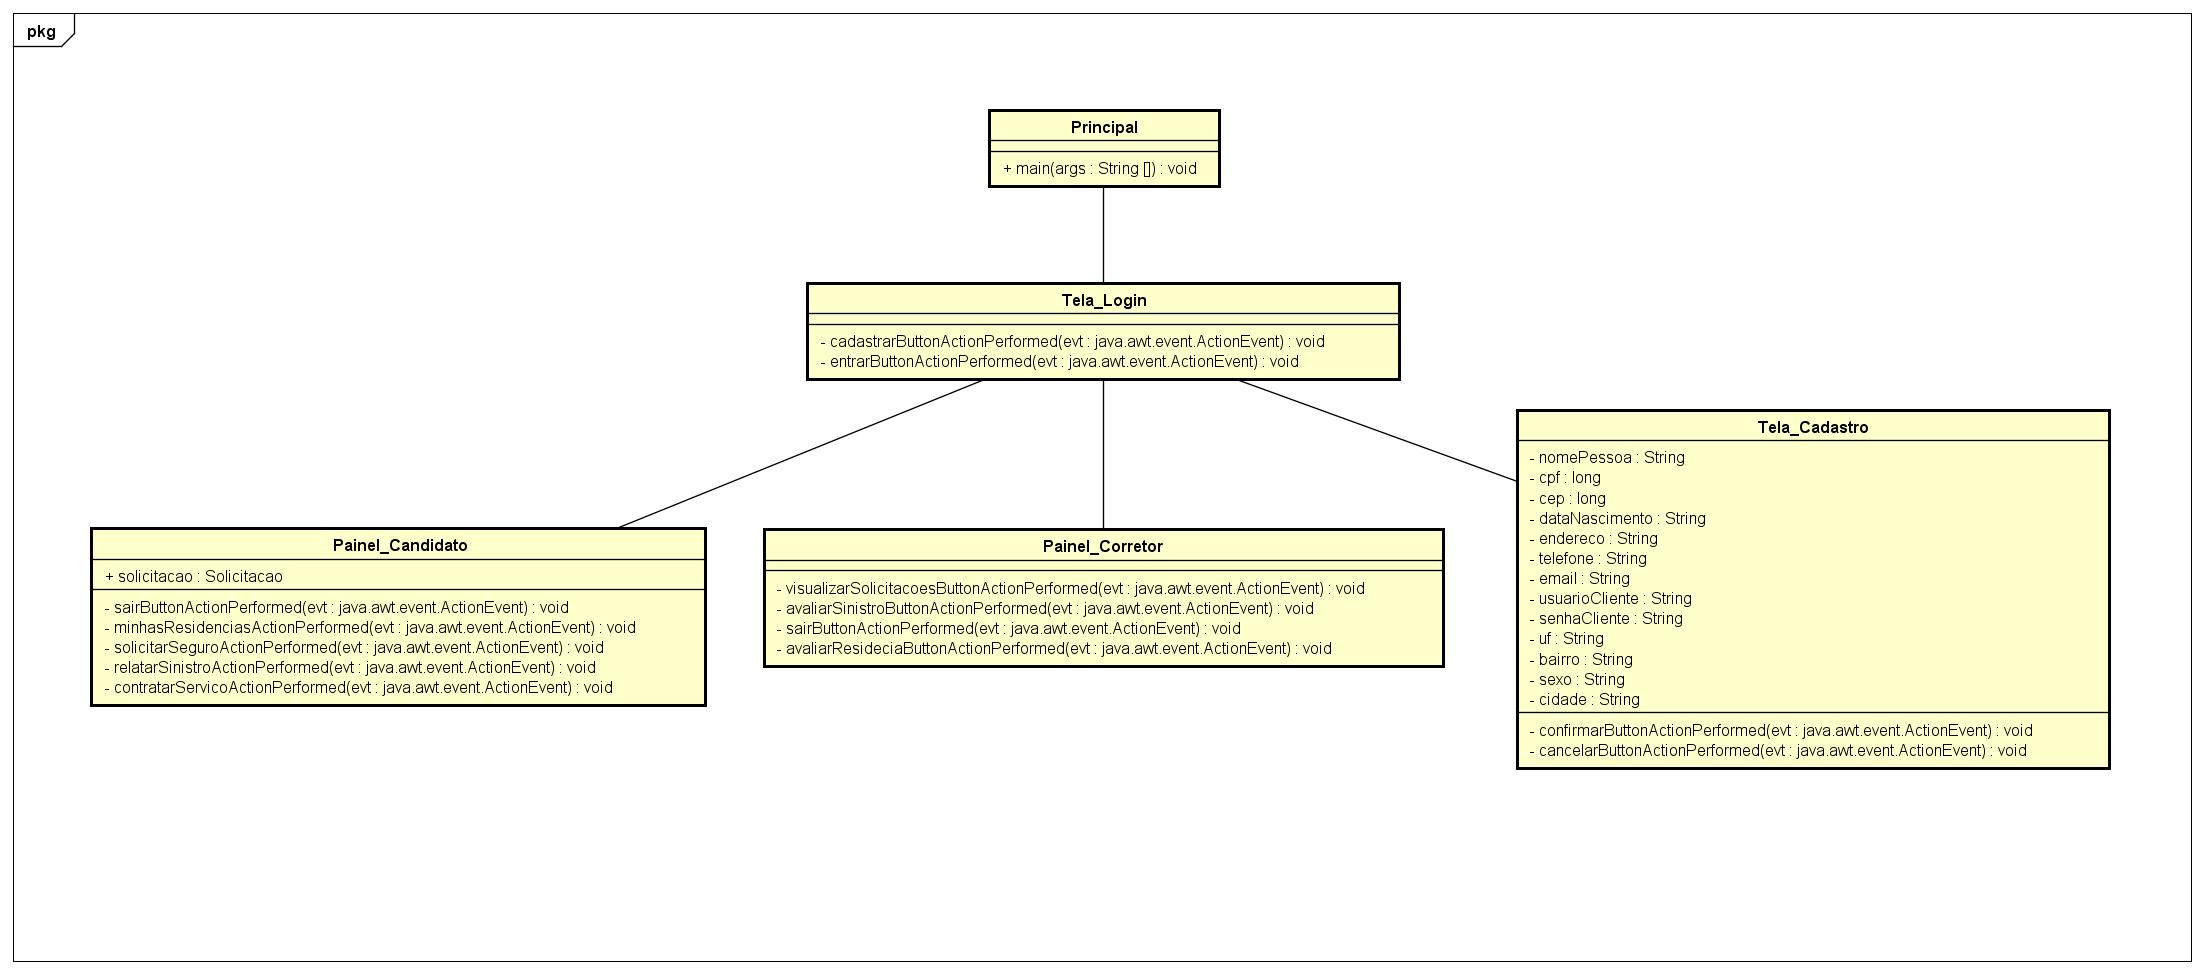 pkg
Principal
+ main(args : String []) : void
Tela_Login
- cadastrarButtonActionPerformed(evt : java.awt.event.ActionEvent) : void
- entrarButtonActionPerformed(evt : java.awt.event.ActionEvent) : void
Painel_Candidato
+ solicitacao : Solicitacao
- sairButtonActionPerformed(evt : java.awt.event.ActionEvent) : void
- minhasResidenciasActionPerformed(evt : java.awt.event.ActionEvent) : void
- solicitarSeguroActionPerformed(evt : java.awt.event.ActionEvent) : void
- relatarSinistroActionPerformed(evt : java.awt.event.ActionEvent) : void
- contratarServicoActionPerformed(evt : java.awt.event.ActionEvent) : void
Painel_Corretor
- visualizarSolicitacoesButtonActionPerformed(evt : java.awt.event.ActionEvent) : void
- avaliarSinistroButtonActionPerformed(evt : java.awt.event.ActionEvent) : void
- sairButtonActionPerformed(evt : java.awt.event.ActionEvent) : void
- avaliarResideciaButtonActionPerformed(evt : java.awt.event.ActionEvent) : void
Tela_Cadastro
- nomePessoa : String
- cpf : long
- cep : long
- dataNascimento : String
- endereco : String
- telefone : String
- email : String
- usuarioCliente : String
- senhaCliente : String
- uf : String
- bairro : String
- sexo : String
- cidade : String
- confirmarButtonActionPerformed(evt : java.awt.event.ActionEvent) : void
- cancelarButtonActionPerformed(evt : java.awt.event.ActionEvent) : void